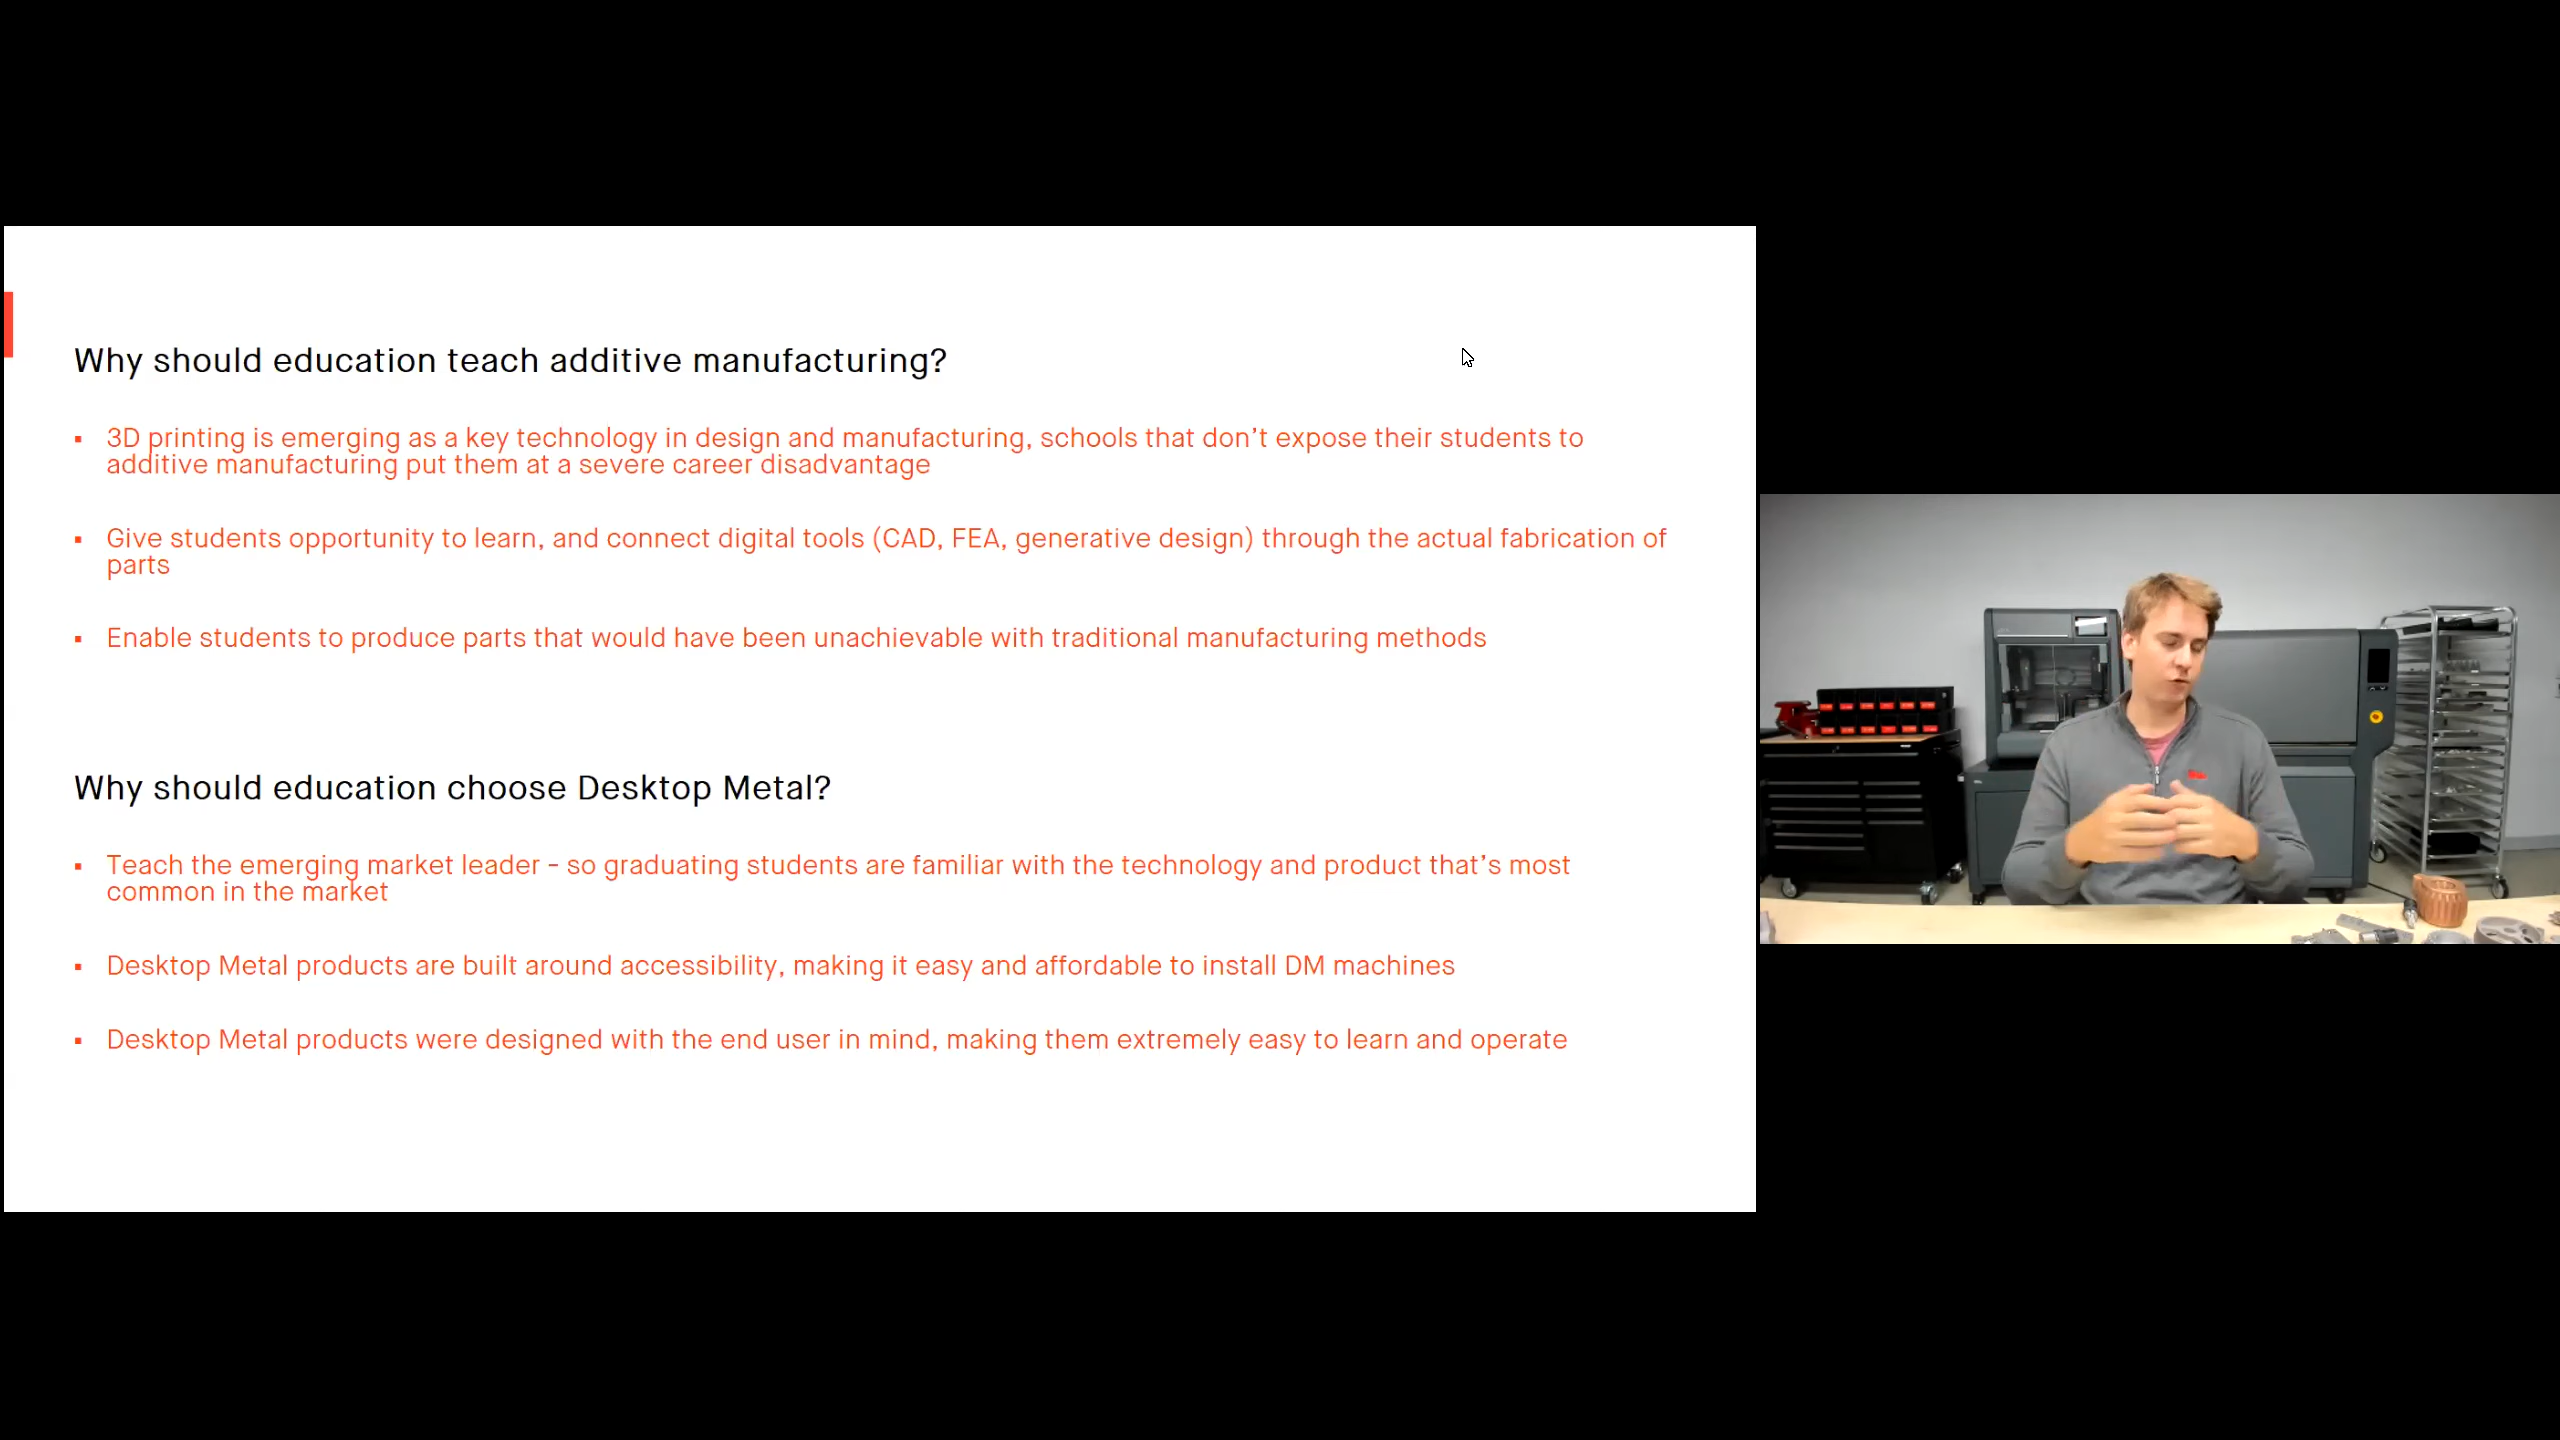 Why should education teach additive manufacturing?
▪ 3D printing is emerging as a key technology in design and manufacturing, schools that don’t expose their students to
additive manufacturing put them at a severe career disadvantage
▪ Give students opportunity to learn, and connect digital tools (CAD, FEA, generative design) through the actual fabrication of
parts
▪ Enable students to produce parts that would have been unachievable with traditional manufacturing methods
Why should education choose Desktop Metal?
▪ Teach the emerging market leader - so graduating students are familiar with the technology and product that’s most
common in the market
▪ Desktop Metal products are built around accessibility, making it easy and affordable to install DM machines
▪ Desktop Metal products were designed with the end user in mind, making them extremely easy to learn and operate